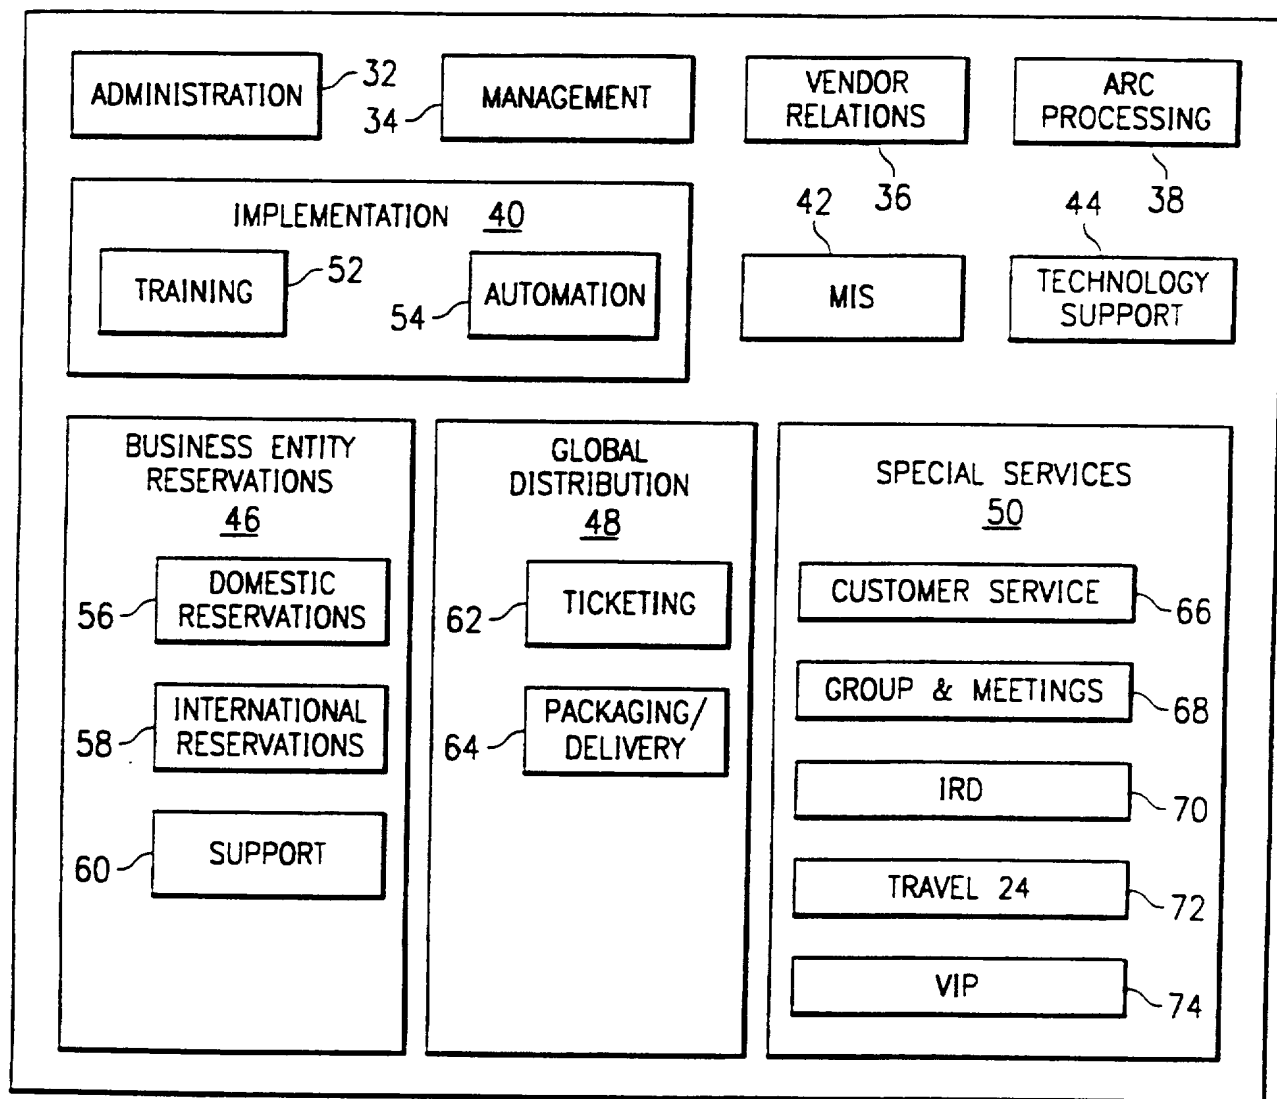 ADMINISTRATION
32
34
MANAGEMENT
VENDOR
RELATIONS
36
ARC
PROCESSING
38
IMPLEMENTATION 40
TRAINING
52
54
AUTOMATION
42
MIS
44
TECHNOLOGY
SUPPORT
BUSINESS ENTITY
RESERVATIONS
46
56
DOMESTIC
RESERVATIONS
58
INTERNATIONAL
RESERVATIONS
60
SUPPORT
GLOBAL
DISTRIBUTION
48
62
TICKETING
64
PACKAGING/
DELIVERY
SPECIAL SERVICES
50
CUSTOMER SERVICE
66
GROUP & MEETINGS
68
IRD
70
TRAVEL 24
72
VIP
74